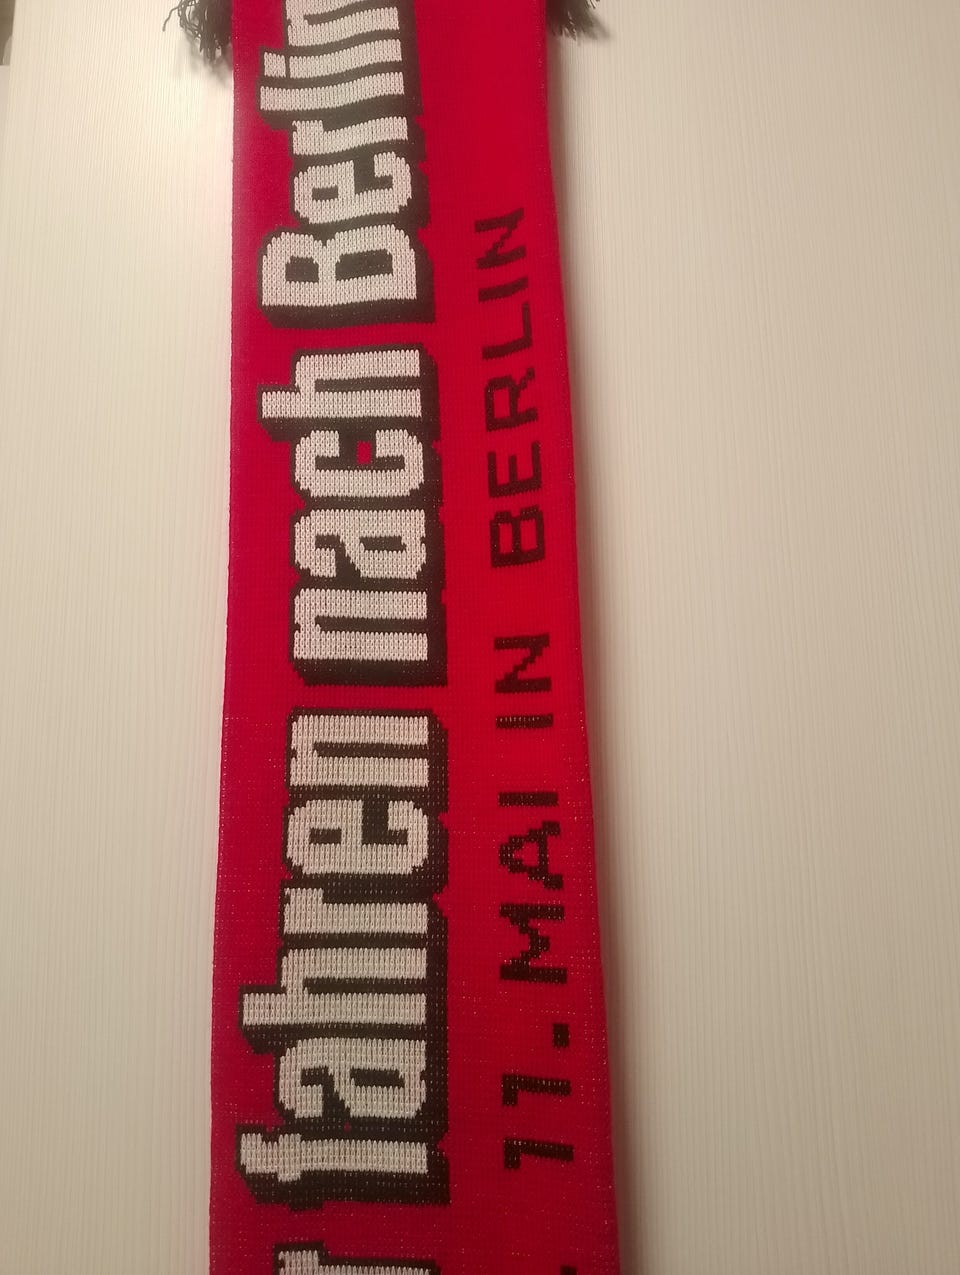 fahren nach Berlin
11. MAI IN BERLIN